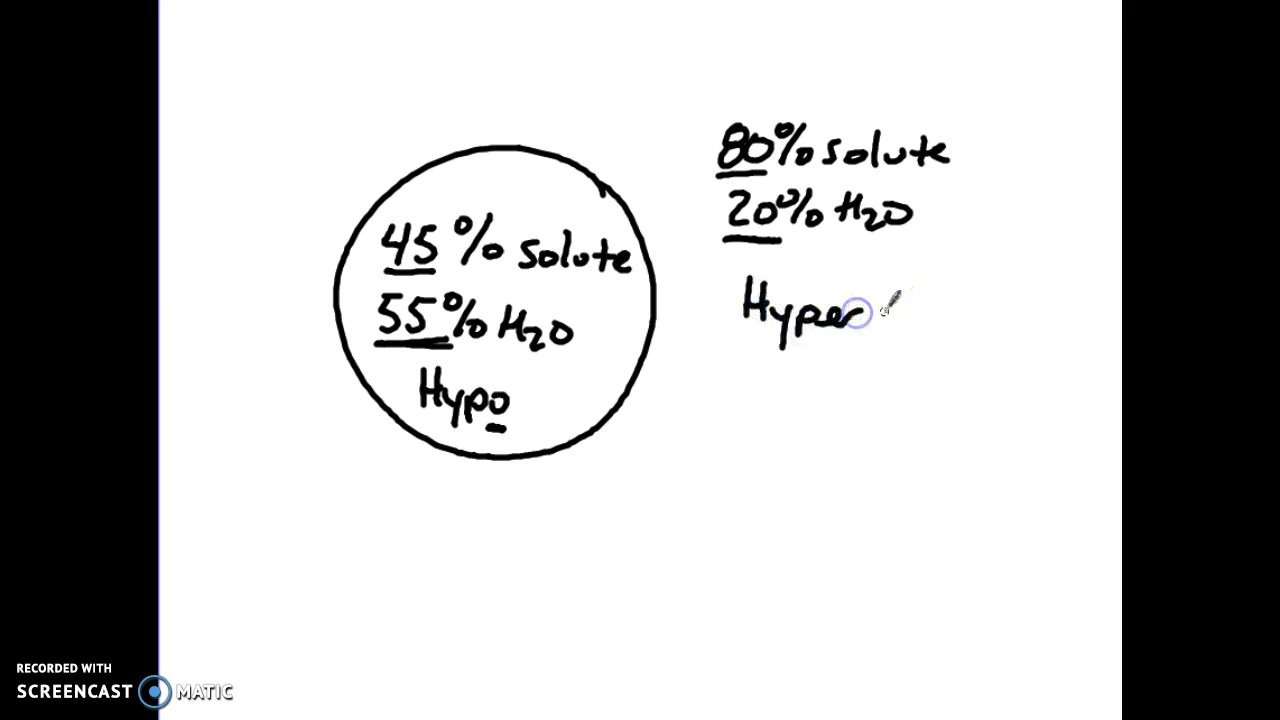 45% solute
55% H2O
Hypo
80% solute
20% H2O
Hyper
RECORDED WITH
SCREENCAST MATIC